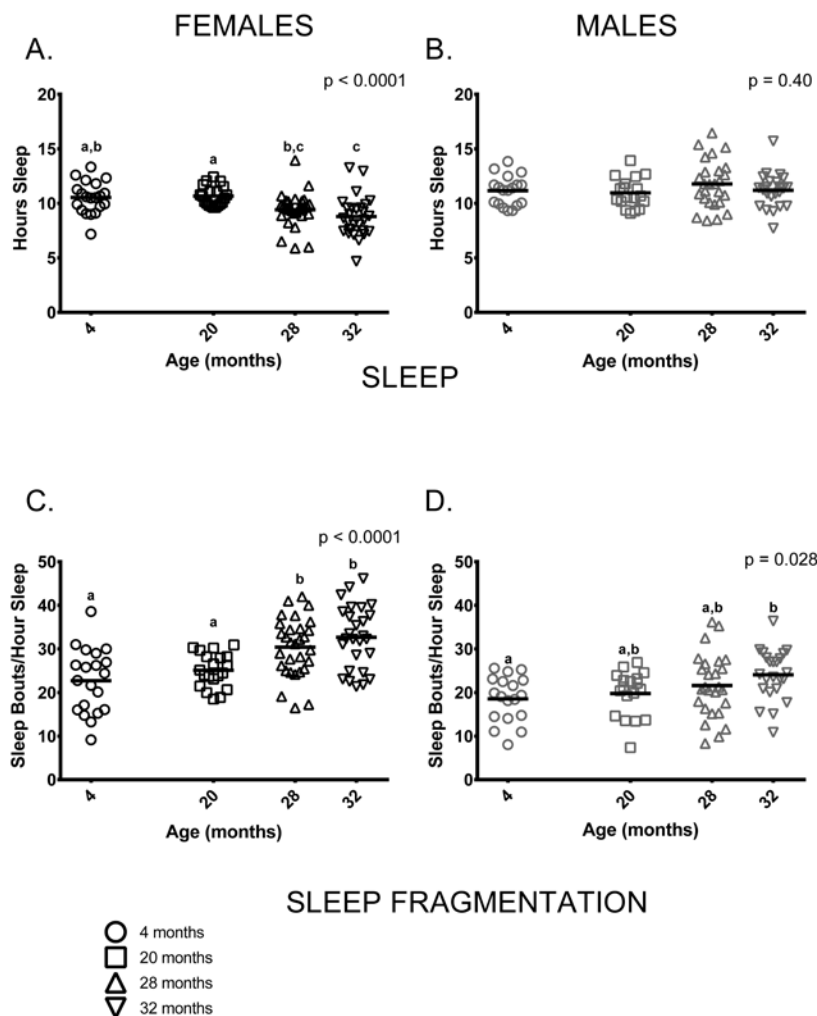 FEMALES
MALES
A.
B.
p < 0.0001
p = 0.40
20
15
10
5
0
Hours Sleep
a,b
a
b,c
c
4
20
28
32
Age (months)
20
15
10
5
0
Hours Sleep
4
20
28
32
Age (months)
SLEEP
C.
D.
p < 0.0001
p = 0.028
50
40
30
20
10
0
Sleep Bouts/Hour Sleep
a
a
b
b
4
20
28
32
Age (months)
50
40
30
20
10
0
Sleep Bouts/Hour Sleep
a
a,b
a,b
b
4
20
28
32
Age (months)
SLEEP FRAGMENTATION
4 months
20 months
28 months
32 months